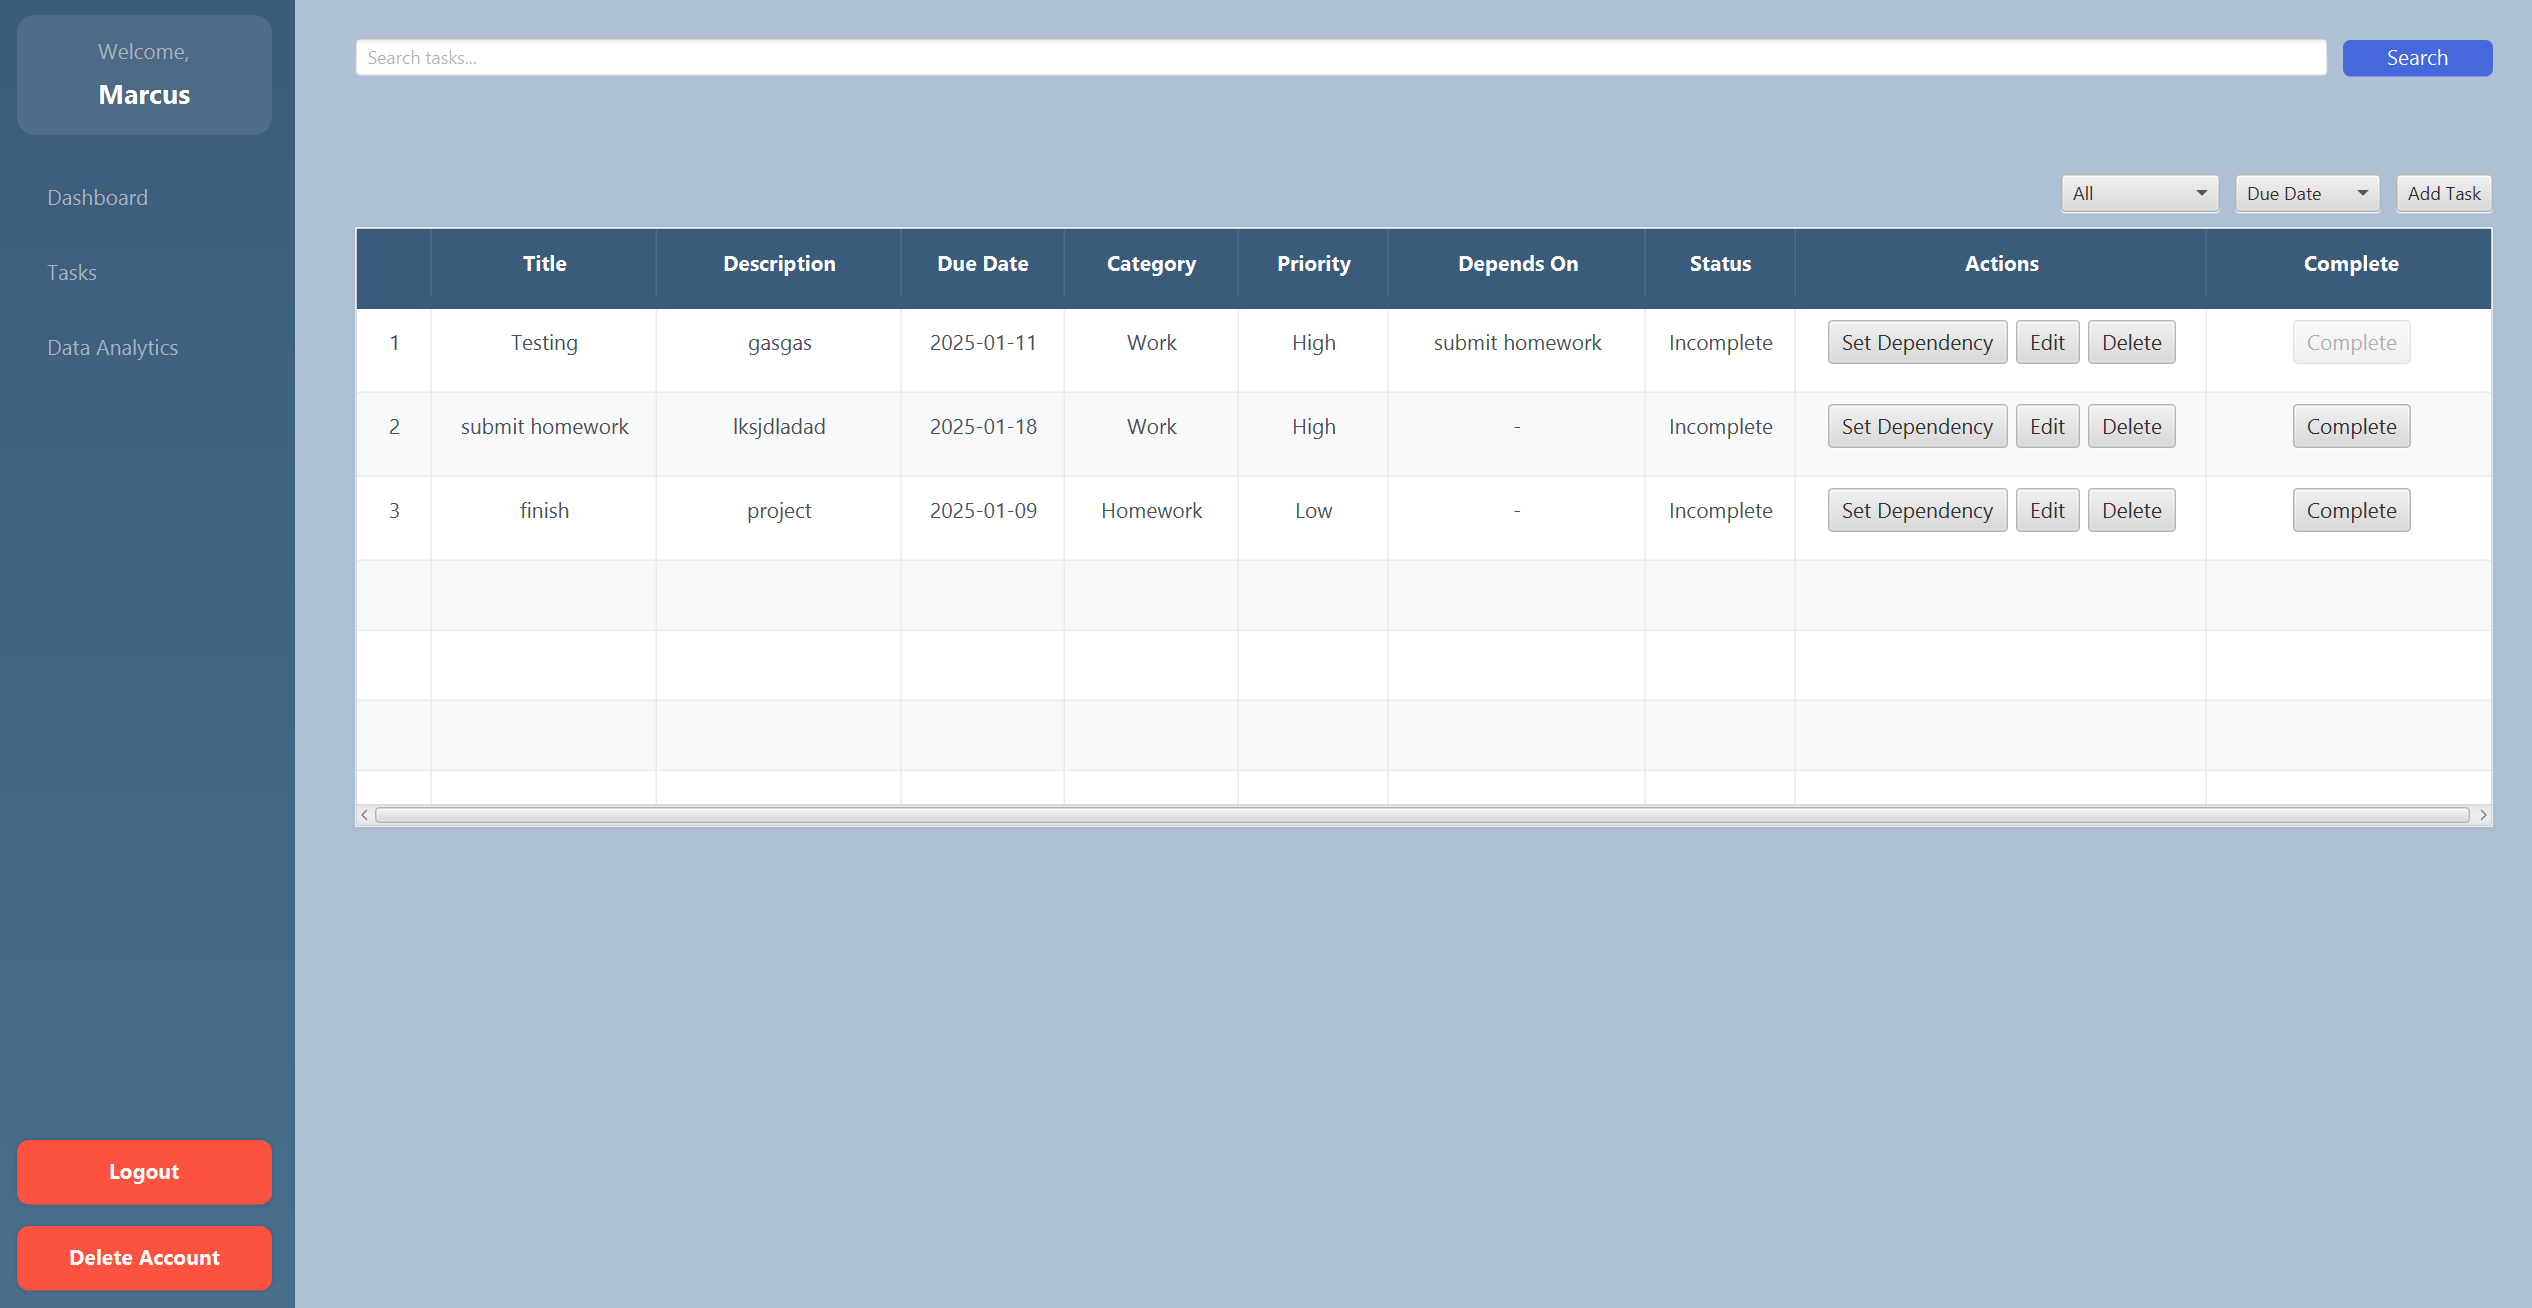 Welcome,
Marcus
Dashboard
Tasks
Data Analytics
Logout
Delete Account
Search tasks...
Search
All
Due Date
Add Task
Title Description Due Date Category Priority Depends On Status Actions Complete
1 Testing gasgas 2025-01-11 Work High submit homework Incomplete Set Dependency Edit Delete Complete
2 submit homework lksjdladad 2025-01-18 Work High - Incomplete Set Dependency Edit Delete Complete
3 finish project 2025-01-09 Homework Low - Incomplete Set Dependency Edit Delete Complete